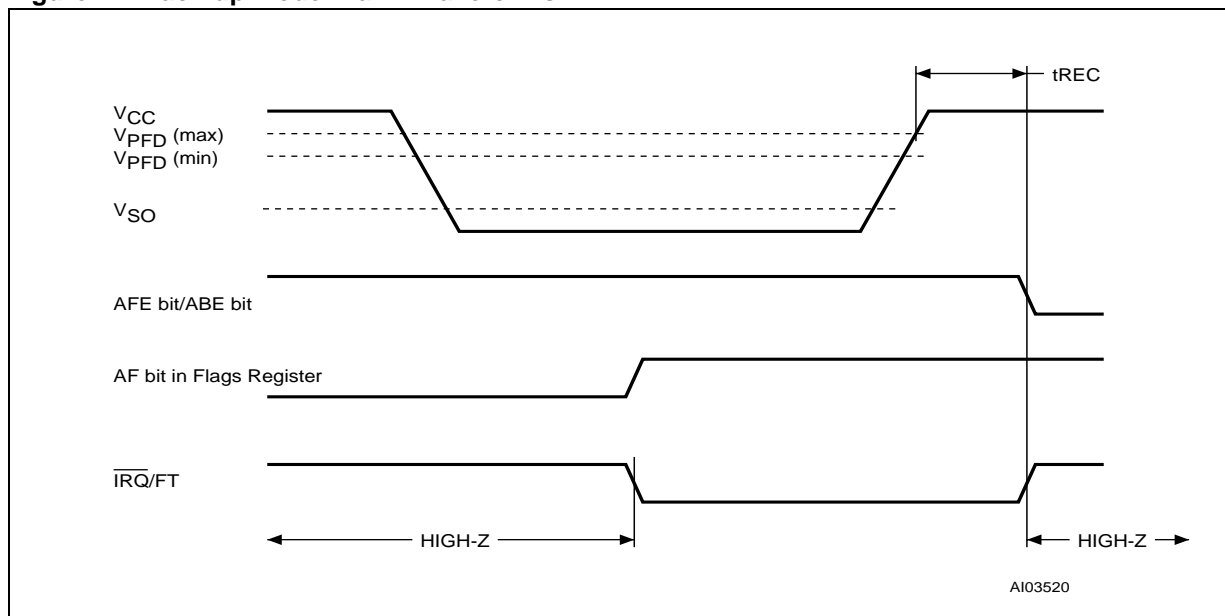 tREC
VCC
VPFD (max)
VPFD (min)
VSO
AFE bit/ABE bit
AF bit in Flags Register
IRQ/FT
HIGH-Z
HIGH-Z
AI03520